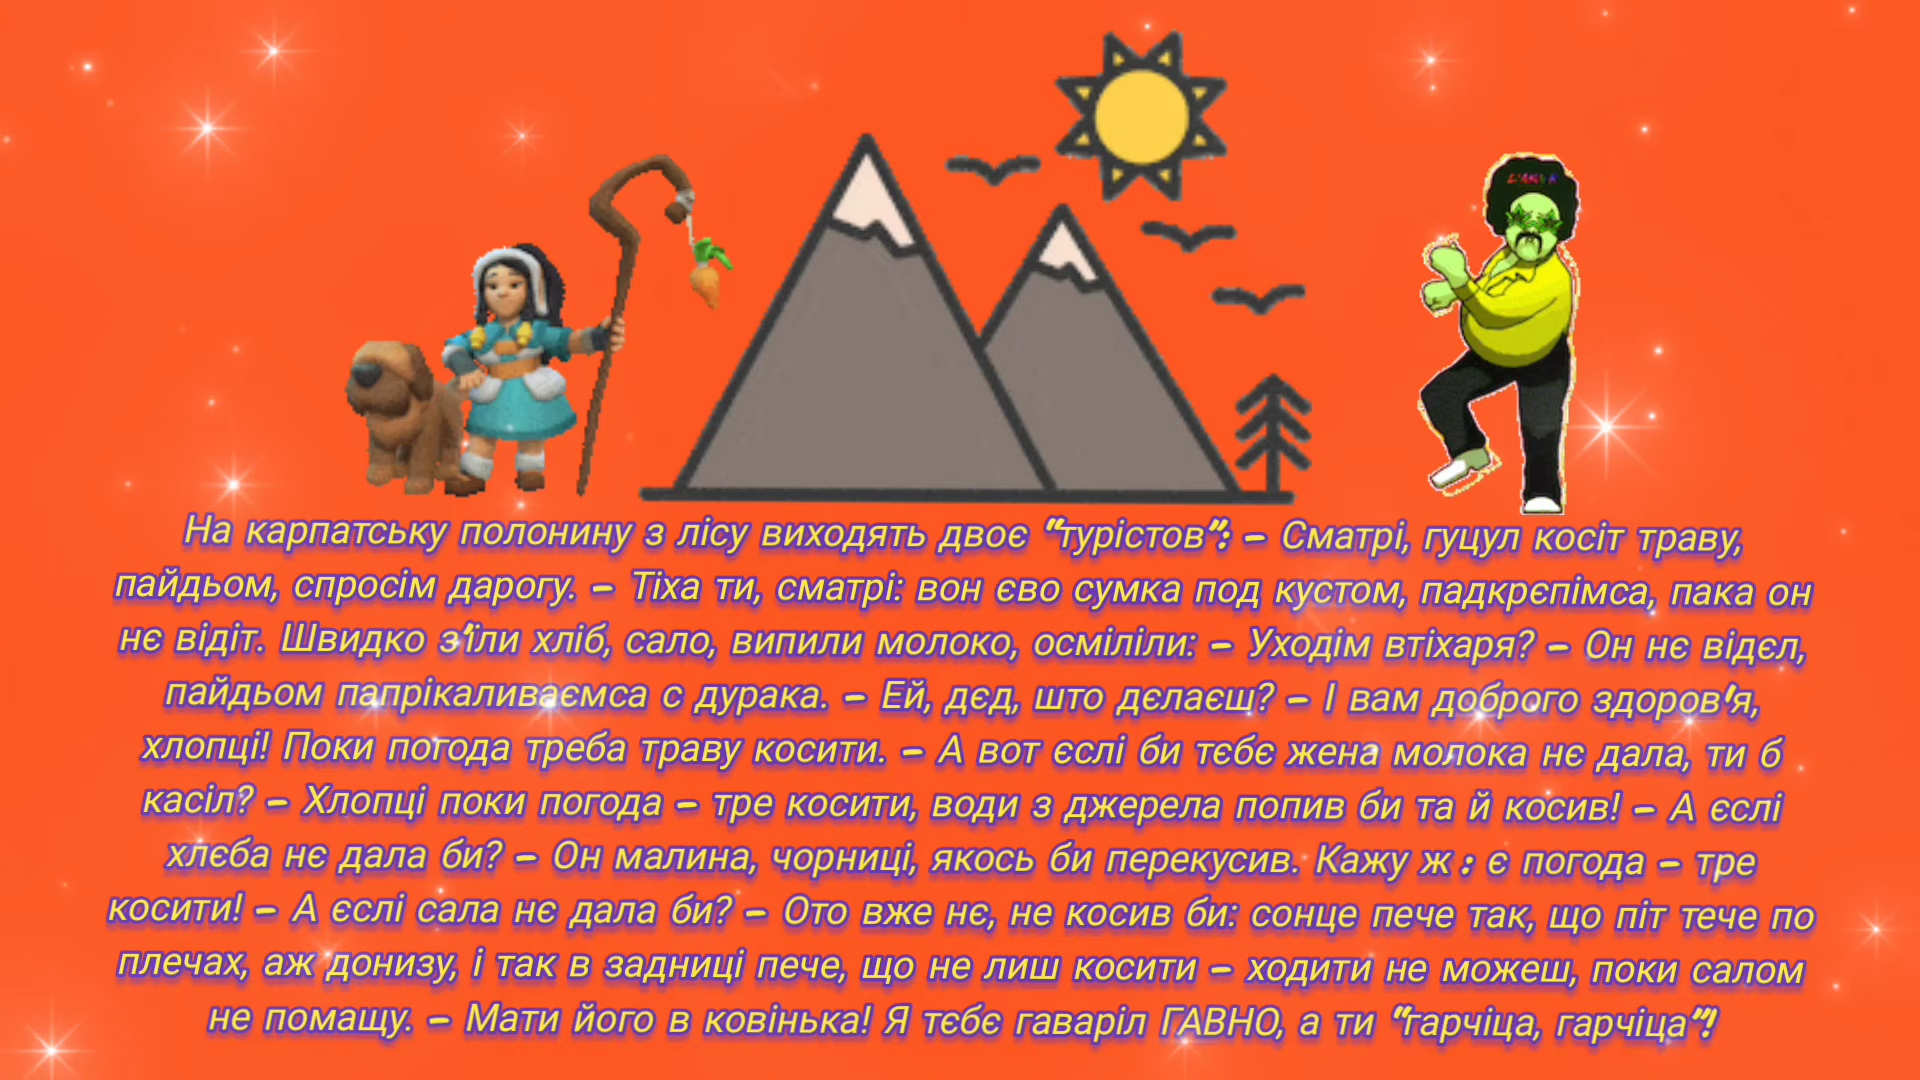 На карпатську полонину з лісу виходять двоє “турістов”: – Сматрі, гуцул косіт траву,
пайдьом, спросім дарогу. – Тіха ти, сматрі: вон єво сумка под кустом, падкрєпімса, пака он
нє відіт. Швидко з’їли хліб, сало, випили молоко, осміліли: – Уходім втіхаря? – Он нє відєл,
пайдьом папрікаливаємса с дурака. – Ей, дєд, што дєлаєш? – І вам доброго здоров’я,
хлопці! Поки погода треба траву косити. – А вот єслі би тєбє жена молока нє дала, ти б
касіл? – Хлопці поки погода – тре косити, води з джерела попив би та й косив! – А єслі
хлєба нє дала би? – Он малина, чорниці, якось би перекусив. Кажу ж : є погода – тре
косити! – А єслі сала нє дала би? – Ото вже нє, не косив би: сонце пече так, що піт тече по
плечах, аж донизу, і так в задниці пече, що не лиш косити – ходити не можеш, поки салом
не помащу. – Мати його в ковінька! Я тєбє гаваріл ГАВНО, а ти “гарчіца, гарчіца”!